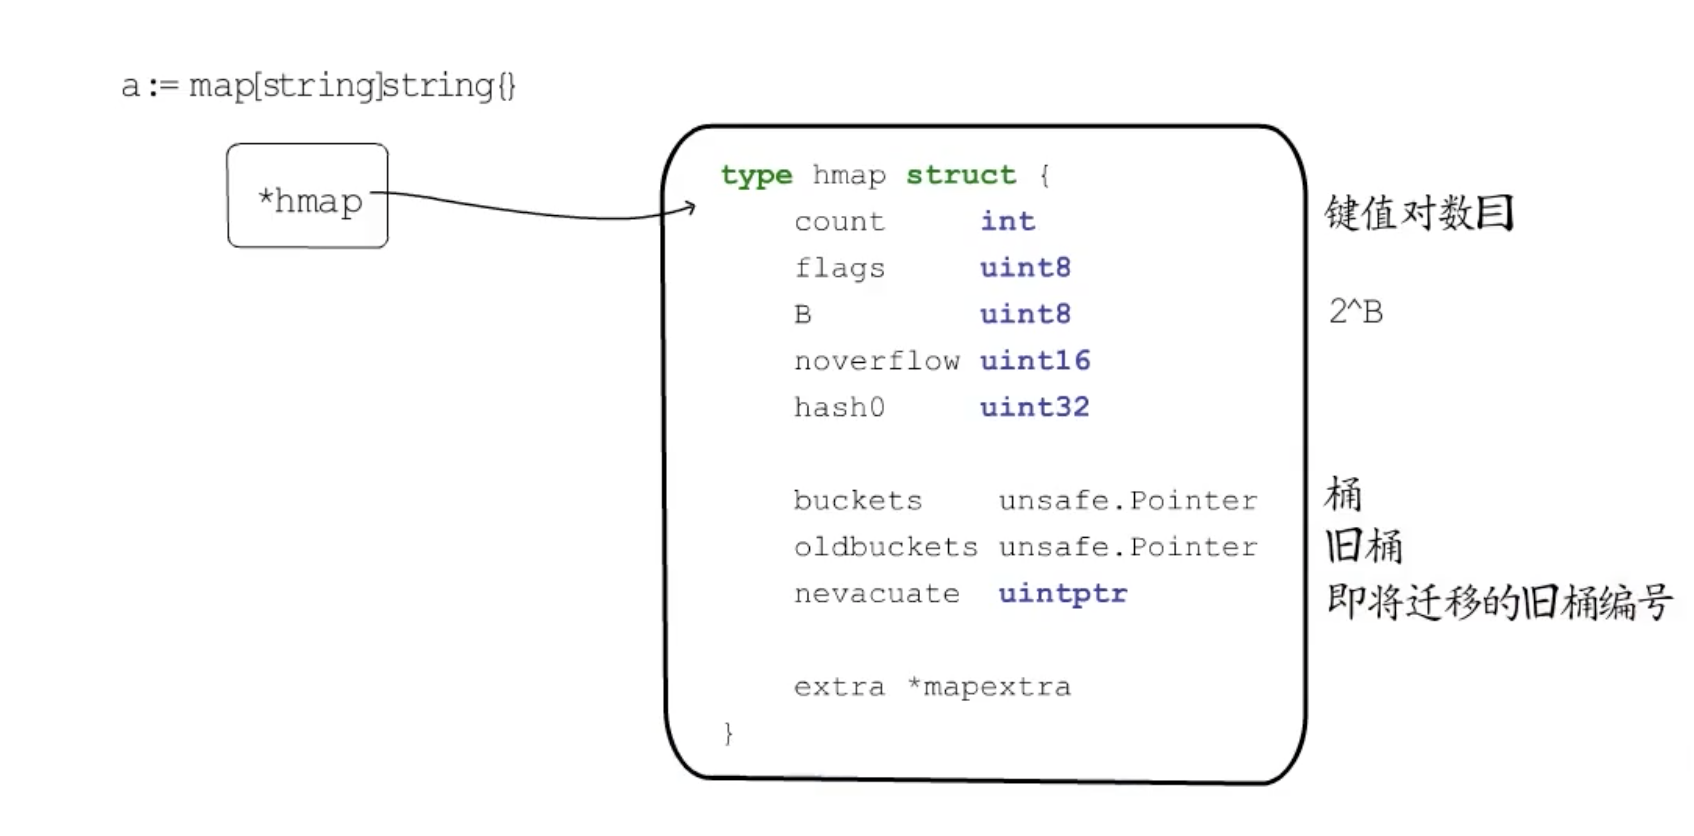 a := map[string]string{}
*hmap
type hmap struct {
count int 键值对数目
flags uint8
B uint8 2^B
noverflow uint16
hash0 uint32
buckets unsafe.Pointer 桶
oldbuckets unsafe.Pointer 旧桶
nevacuate uintptr 即将迁移的旧桶编号
extra *mapextra
}